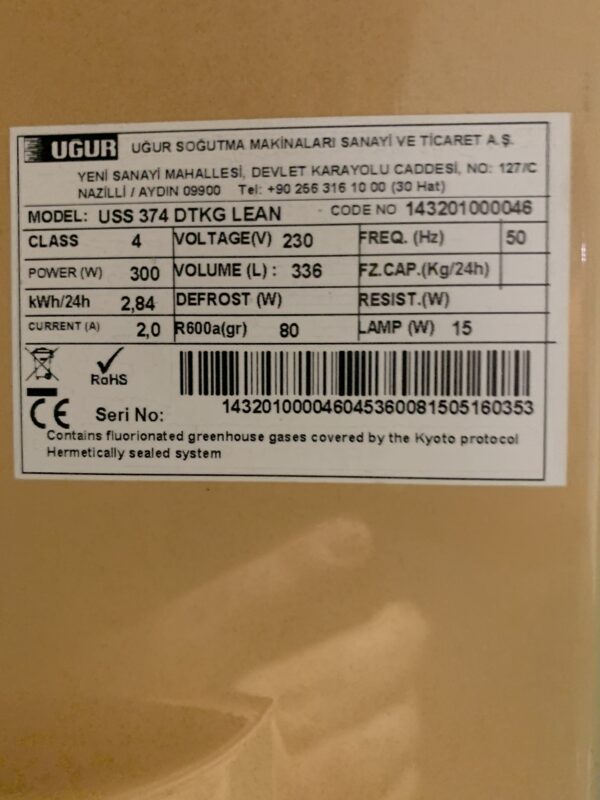 UĞUR UĞUR SOĞUTMA MAKİNALARI SANAYİ VE TİCARET A.Ş.
YENİ SANAYİ MAHALLESİ, DEVLET KARAYOLU CADDESİ, NO: 127/C
NAZİLLİ / AYDIN 09900 Tel: +90 256 316 10 00 (30 Hat)
MODEL: USS 374 DTKG LEAN - CODE NO 143201000046
CLASS 4 VOLTAGE(V) 230 FREQ. (Hz) 50
POWER (W) 300 VOLUME (L) : 336 FZ.CAP.(Kg/24h)
kWh/24h 2,84 DEFROST (W) RESIST.(W)
CURRENT (A) 2,0 R600a(gr) 80 LAMP (W) 15
RoHS
CE Seri No: 143201000046045360081505160353
Contains fluorionated greenhouse gases covered by the Kyoto protocol
Hermetically sealed system